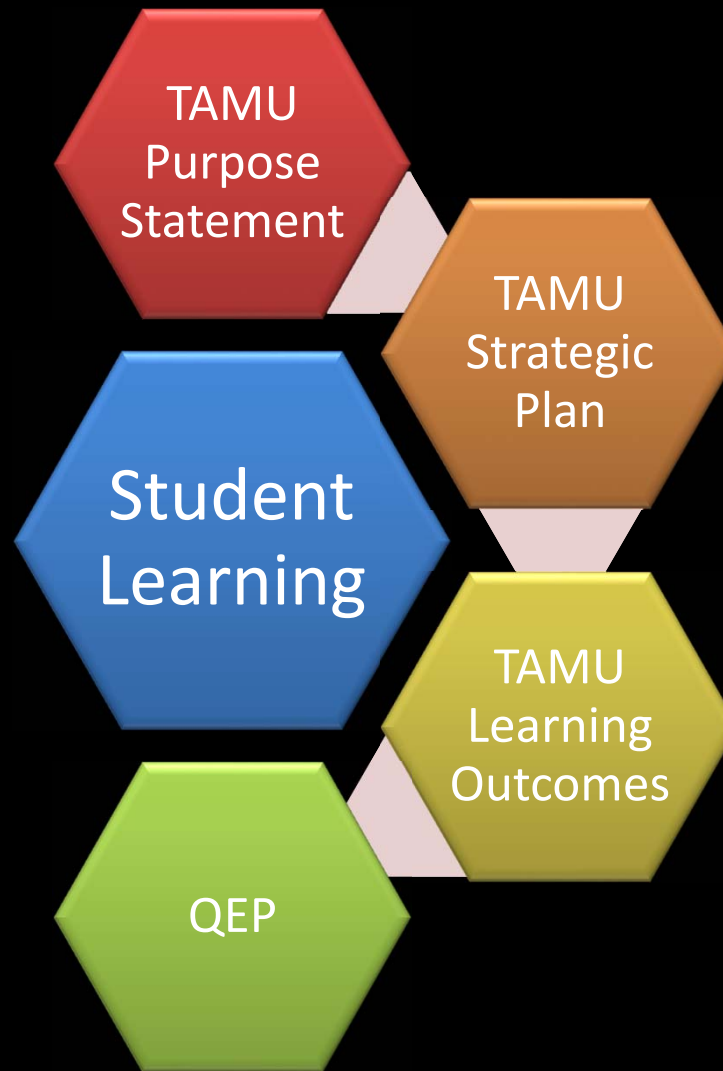 TAMU
Purpose
Statement
TAMU
Strategic
Plan
Student
Learning
TAMU
Learning
Outcomes
QEP